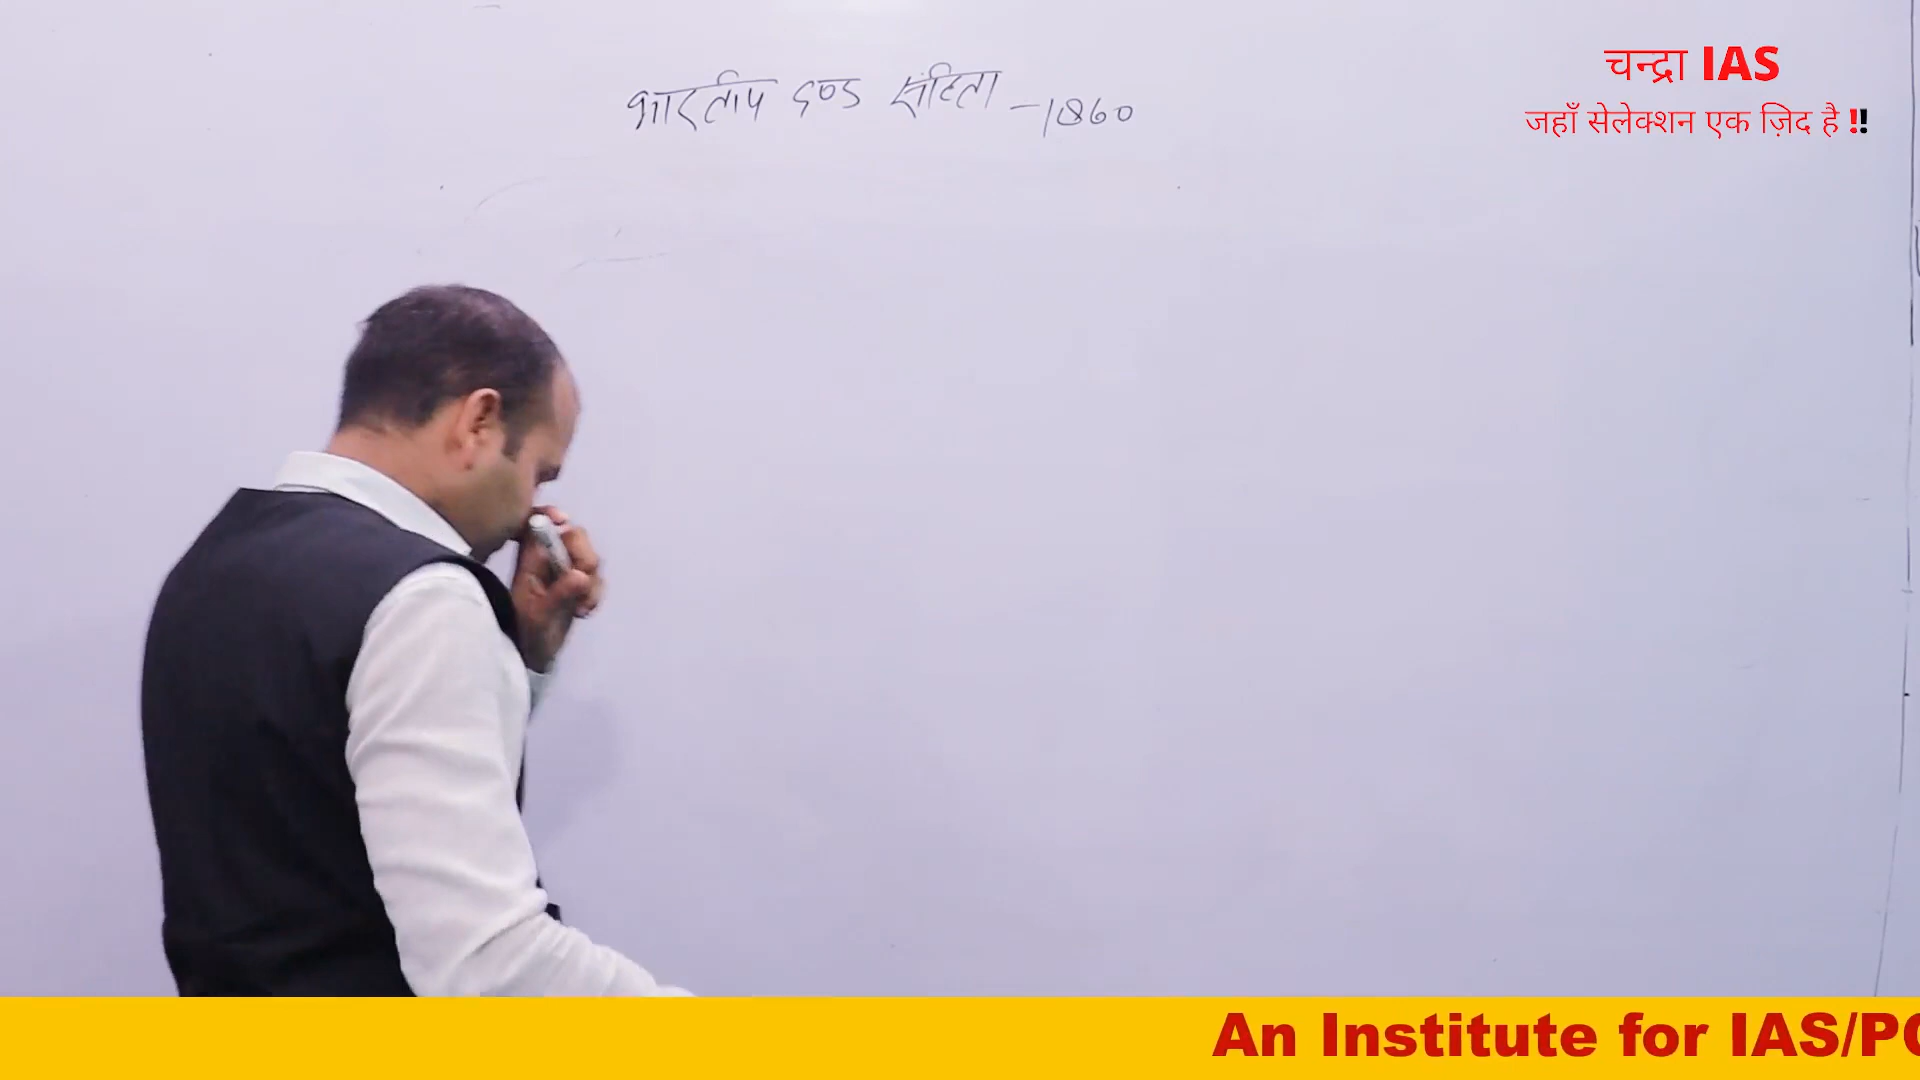 भारतीय दण्ड संहिता - 1860
चन्द्रा IAS
जहाँ सेलेक्शन एक ज़िद है !!
An Institute for IAS/PC